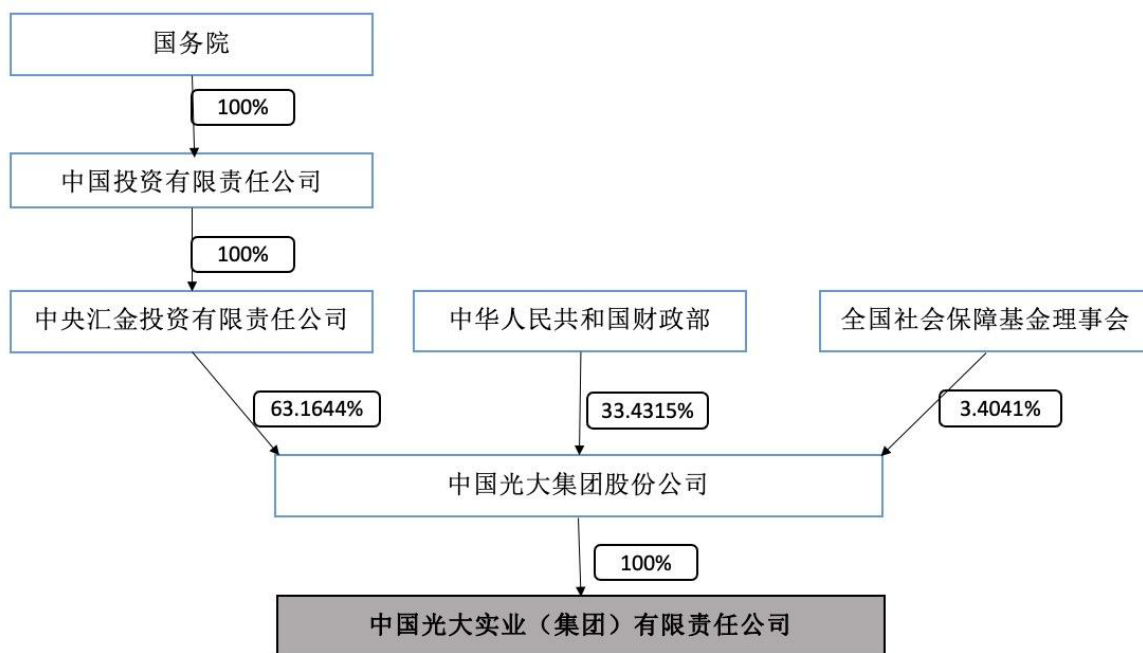 国务院
100%
中国投资有限责任公司
100%
中央汇金投资有限责任公司
中华人民共和国财政部
全国社会保障基金理事会
63.1644%
33.4315%
3.4041%
中国光大集团股份公司
100%
中国光大实业（集团）有限责任公司